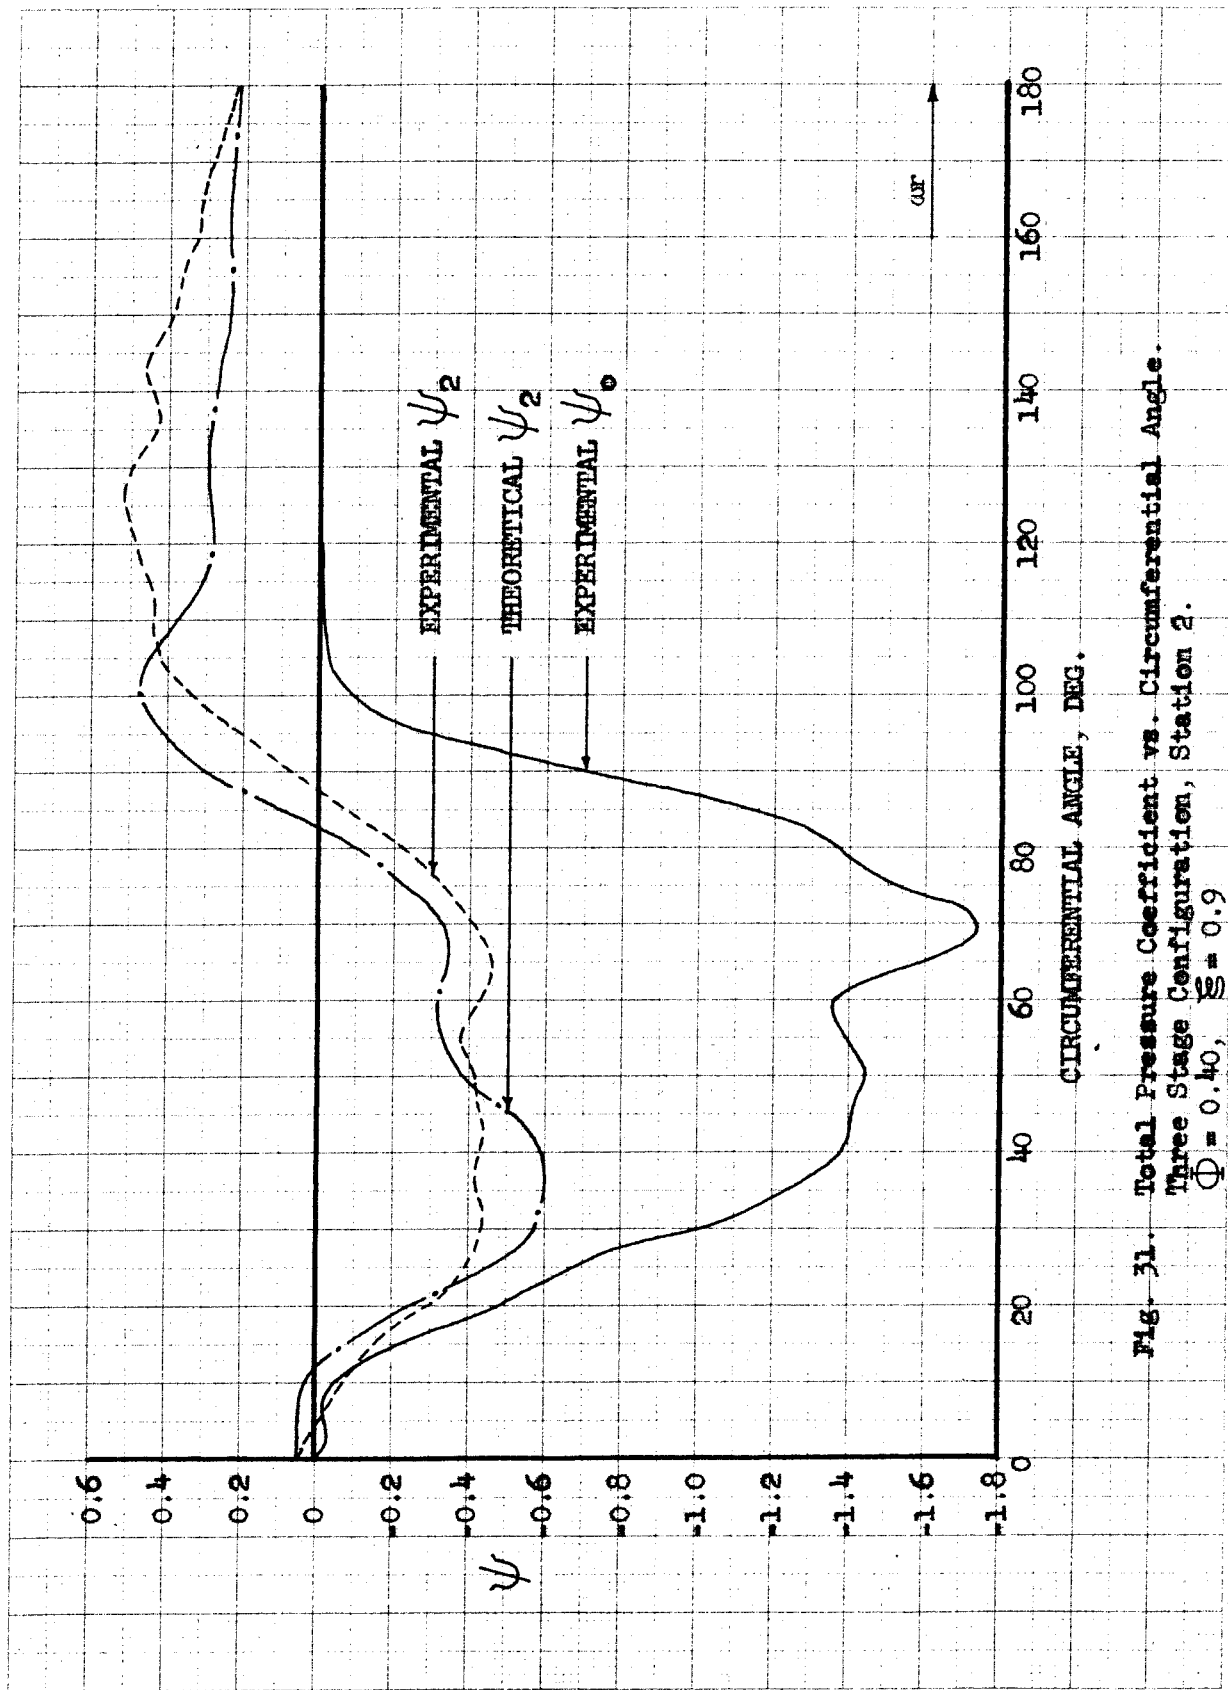 0.6
0.4
0.2
0
-0.2
-0.4
-0.6
-0.8
-1.0
-1.2
-1.4
-1.6
-1.8
ψ
EXPERIMENTAL ψ2
THEORETICAL ψ2
EXPERIMENTAL ψ0
ωr
0 20 40 60 80 100 120 140 160 180
CIRCUMFERENTIAL ANGLE, DEG.
Fig. 31. Total Pressure Coefficient vs. Circumferential Angle.
Three Stage Configuration, Station 2.
Φ = 0.40, ξ = 0.9